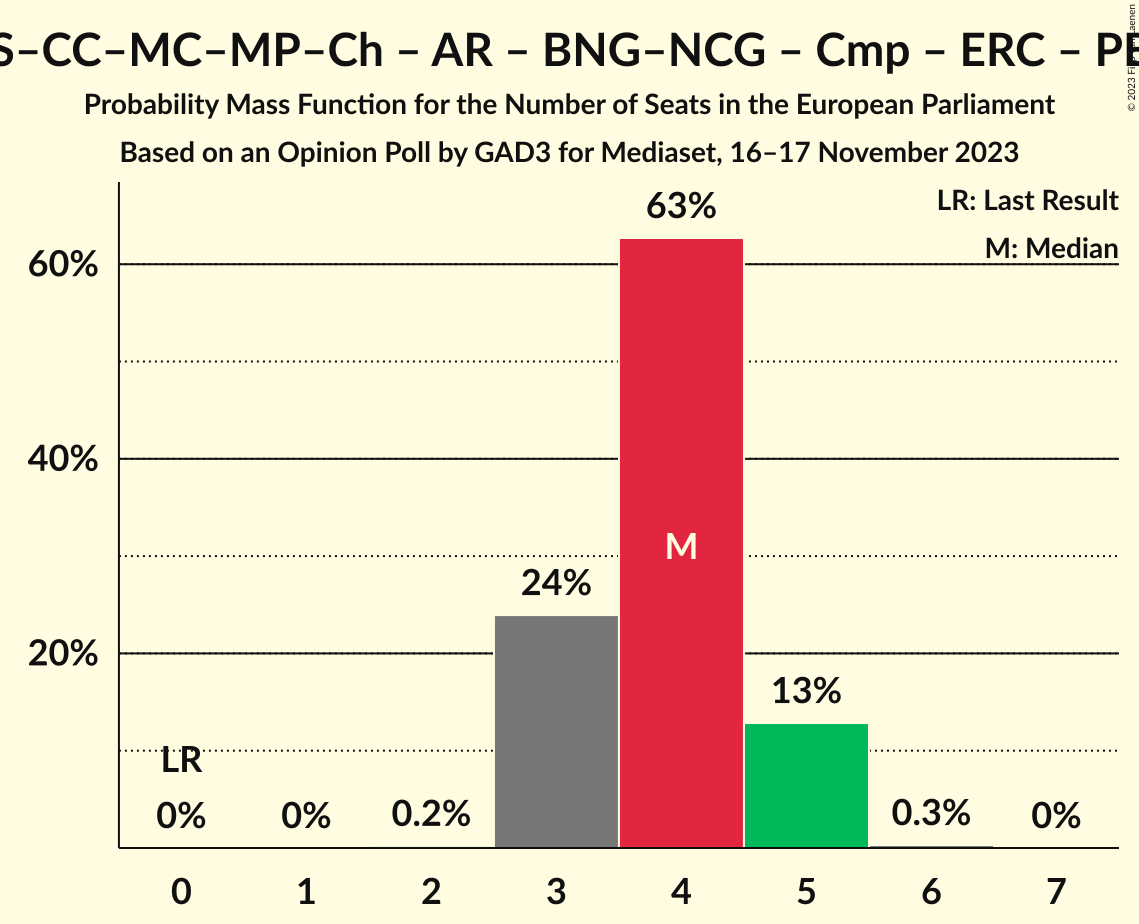 S–CC–MC–MP–Ch – AR – BNG–NCG – Cmp – ERC – PE
Probability Mass Function for the Number of Seats in the European Parliament
Based on an Opinion Poll by GAD3 for Mediaset, 16–17 November 2023
LR: Last Result
M: Median
63%
60%
40%
M
24%
20%
13%
LR
0%
0%
0.2%
0.3%
0%
0
1
2
3
4
5
6
7
© 2023